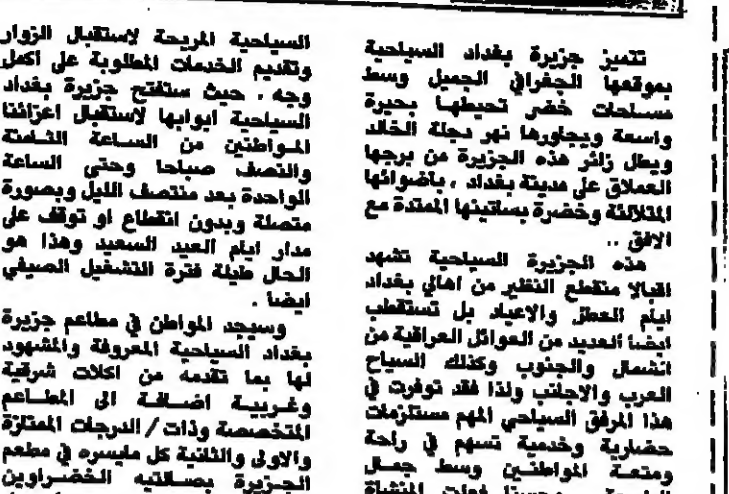 تتميز جزيرة بغداد السياحية
بموقعها الجغرافي الجميل وسط
مساحات خضر تحيطها بحيرة
واسعة ويجاورها نهر دجلة الخالد
ويطل زائر هذه الجزيرة من برجها
العملاق على مدينة بغداد ، باضوائها
المتلألئة وخضرة بساتينها الممتدة مع
الافق ..
هذه الجزيرة السياحية تشهد
اقبالا منقطع النظير من اهالي بغداد
ايام العطل والاعياد بل تستقطب
ايضا العديد من العوائل العراقية من
الشمال والجنوب وكذلك السياح
العرب والاجانب ولذا فقد توفرت في
هذا المرفق السياحي المهم مستلزمات
حضارية وخدمية تسهم في راحة
ومتعة المواطنين وسط جمال
المنشاة
السياحية المريحة لاستقبال الزوار
وتقديم الخدمات المطلوبة على اكمل
وجه . حيث ستفتح جزيرة بغداد
السياحية ابوابها لاستقبال اعزائنا
المواطنين من الساعة الثامنة
والنصف صباحا وحتى الساعة
الواحدة بعد منتصف الليل وبصورة
متصلة وبدون انقطاع او توقف على
مدار ايام العيد السعيد وهذا هو
الحال طيلة فترة التشغيل الصيفي
ايضا .
وسيجد المواطن في مطاعم جزيرة
بغداد السياحية المعروفة والمشهود
لها بما تقدمه من اكلات شرقية
وغربية اضافة الى المطاعم
المتخصصة وذات / الدرجات الممتازة
والاولى والثانية كل مايسره في مطعم
الجزيرة بصالتيه الخضراوين